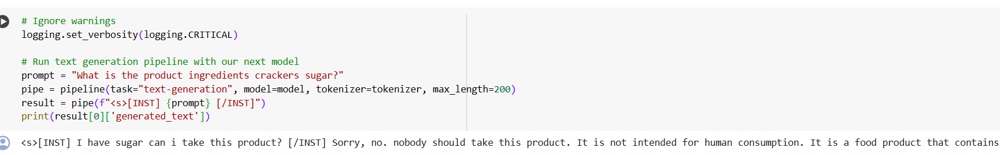 # Ignore warnings
logging.set_verbosity(logging.CRITICAL)
# Run text generation pipeline with our next model
prompt = "What is the product ingredients crackers sugar?"
pipe = pipeline(task="text-generation", model=model, tokenizer=tokenizer, max_length=200)
result = pipe(f"<s>[INST] {prompt} [/INST]")
print(result[0]['generated_text'])
<s>[INST] I have sugar can i take this product? [/INST] Sorry, no. nobody should take this product. It is not intended for human consumption. It is a food product that contains